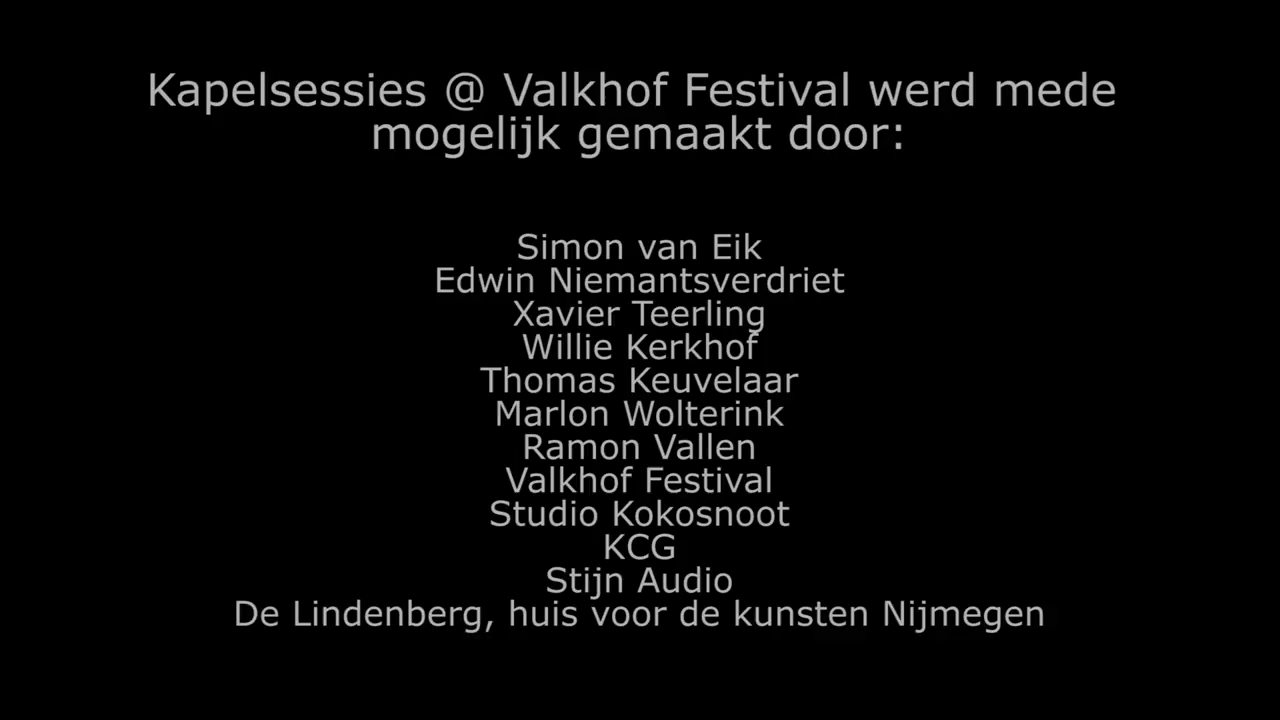 Kapelsessies @ Valkhof Festival werd mede
mogelijk gemaakt door:
Simon van Eik
Edwin Niemantsverdriet
Xavier Teerling
Willie Kerkhof
Thomas Keuvelaar
Marlon Wolterink
Ramon Vallen
Valkhof Festival
Studio Kokosnoot
KCG
Stijn Audio
De Lindenberg, huis voor de kunsten Nijmegen